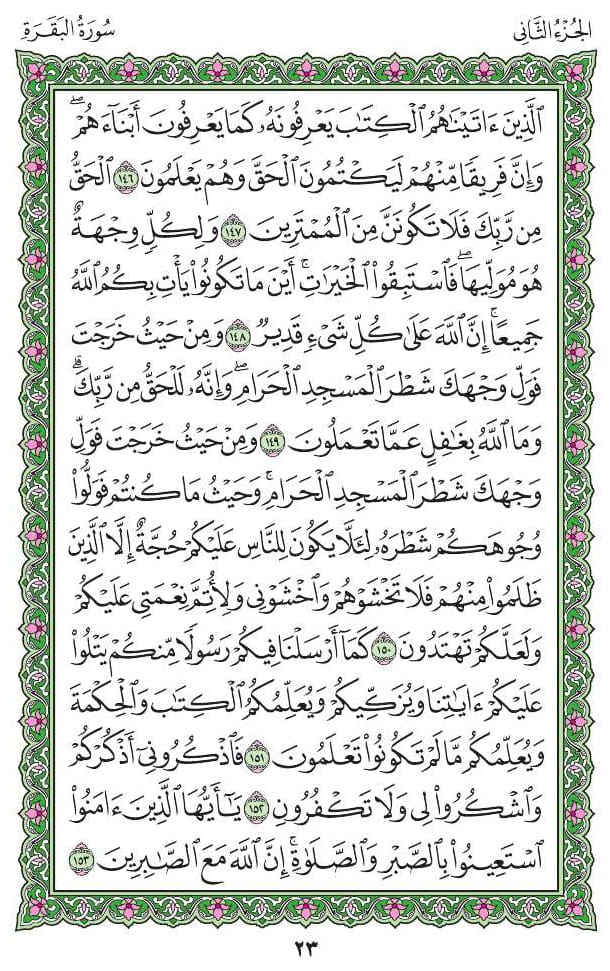 الجُزْءُ الثَّانِى
سُورَةُ البَقَرَةِ
ٱلَّذِينَ ءَاتَيْنَٰهُمُ ٱلْكِتَٰبَ يَعْرِفُونَهُۥ كَمَا يَعْرِفُونَ أَبْنَآءَهُمْۖ
وَإِنَّ فَرِيقًا مِّنْهُمْ لَيَكْتُمُونَ ٱلْحَقَّ وَهُمْ يَعْلَمُونَ ١٤٦ ٱلْحَقُّ
مِن رَّبِّكَ فَلَا تَكُونَنَّ مِنَ ٱلْمُمْتَرِينَ ١٤٧ وَلِكُلٍّ وِجْهَةٌ
هُوَ مُوَلِّيهَاۖ فَٱسْتَبِقُوا۟ ٱلْخَيْرَٰتِۚ أَيْنَ مَا تَكُونُوا۟ يَأْتِ بِكُمُ ٱللَّهُ
جَمِيعًاۚ إِنَّ ٱللَّهَ عَلَىٰ كُلِّ شَىْءٍ قَدِيرٌ ١٤٨ وَمِنْ حَيْثُ خَرَجْتَ
فَوَلِّ وَجْهَكَ شَطْرَ ٱلْمَسْجِدِ ٱلْحَرَامِۖ وَإِنَّهُۥ لَلْحَقُّ مِن رَّبِّكَۗ
وَمَا ٱللَّهُ بِغَٰفِلٍ عَمَّا تَعْمَلُونَ ١٤٩ وَمِنْ حَيْثُ خَرَجْتَ فَوَلِّ
وَجْهَكَ شَطْرَ ٱلْمَسْجِدِ ٱلْحَرَامِۚ وَحَيْثُ مَا كُنتُمْ فَوَلُّوا۟
وُجُوهَكُمْ شَطْرَهُۥ لِئَلَّا يَكُونَ لِلنَّاسِ عَلَيْكُمْ حُجَّةٌ إِلَّا ٱلَّذِينَ
ظَلَمُوا۟ مِنْهُمْ فَلَا تَخْشَوْهُمْ وَٱخْشَوْنِى وَلِأُتِمَّ نِعْمَتِى عَلَيْكُمْ
وَلَعَلَّكُمْ تَهْتَدُونَ ١٥٠ كَمَآ أَرْسَلْنَا فِيكُمْ رَسُولًا مِّنكُمْ يَتْلُوا۟
عَلَيْكُمْ ءَايَٰتِنَا وَيُزَكِّيكُمْ وَيُعَلِّمُكُمُ ٱلْكِتَٰبَ وَٱلْحِكْمَةَ
وَيُعَلِّمُكُم مَّا لَمْ تَكُونُوا۟ تَعْلَمُونَ ١٥١ فَٱذْكُرُونِىٓ أَذْكُرْكُمْ
وَٱشْكُرُوا۟ لِى وَلَا تَكْفُرُونِ ١٥٢ يَٰٓأَيُّهَا ٱلَّذِينَ ءَامَنُوا۟
ٱسْتَعِينُوا۟ بِٱلصَّبْرِ وَٱلصَّلَوٰةِۚ إِنَّ ٱللَّهَ مَعَ ٱلصَّٰبِرِينَ ١٥٣
٢٣